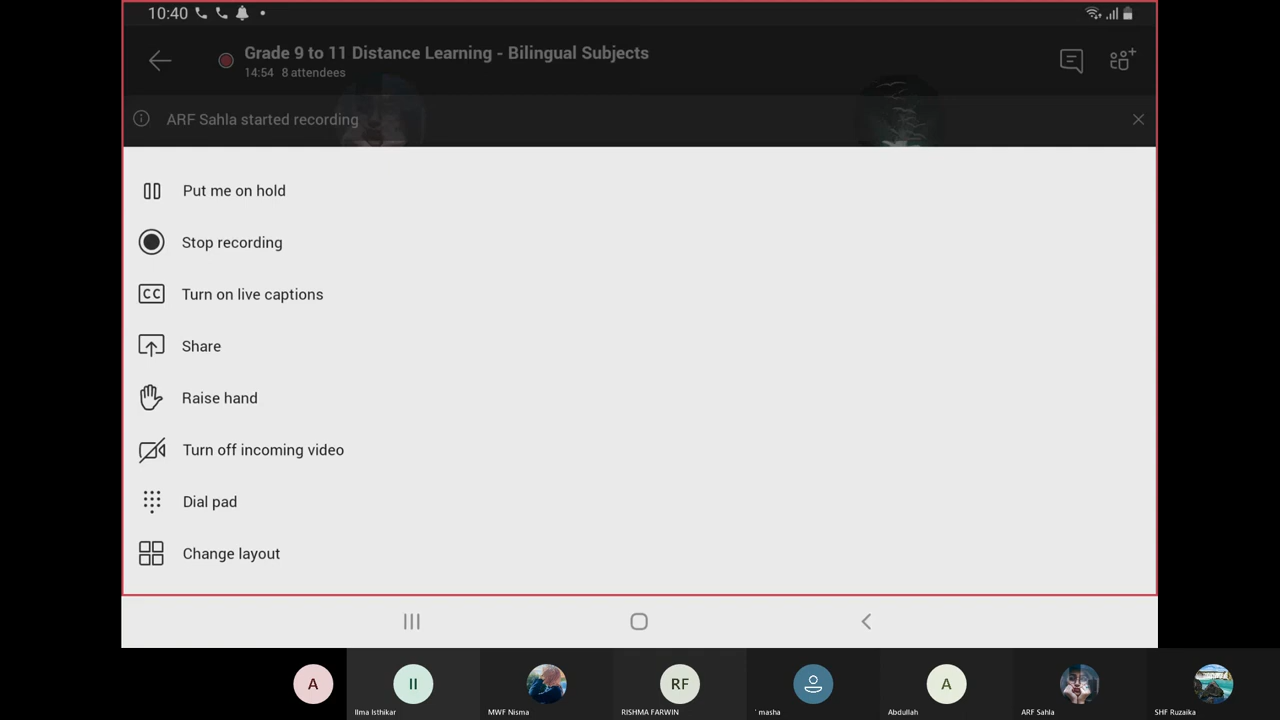 10:40
Grade 9 to 11 Distance Learning - Bilingual Subjects
14:54 8 attendees
ARF Sahla started recording
Put me on hold
Stop recording
CC Turn on live captions
Share
Raise hand
Turn off incoming video
Dial pad
Change layout
A II RF A
Ilma Isthikar MWF Nisma RISHMA FARWIN ' masha Abdullah ARF Sahla SHF Ruzaika